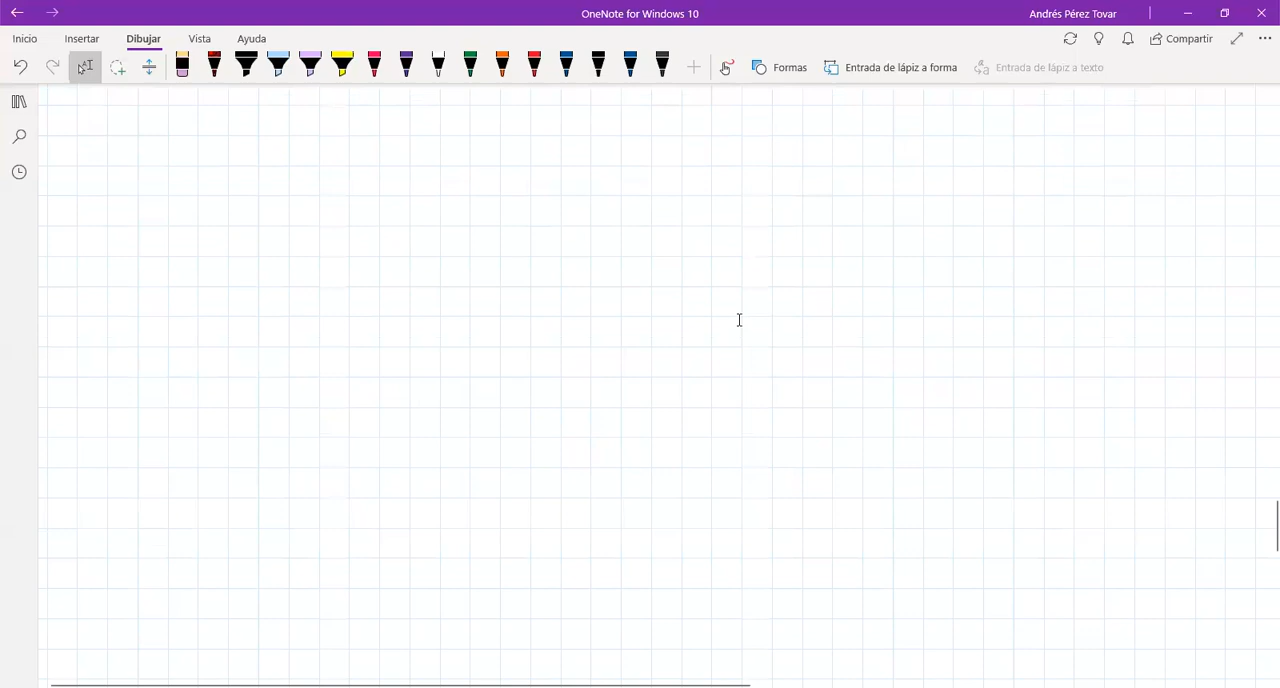 OneNote for Windows 10
Andrés Pérez Tovar
Inicio
Insertar
Dibujar
Vista
Ayuda
Compartir
Formas
Entrada de lápiz a forma
Entrada de lápiz a texto